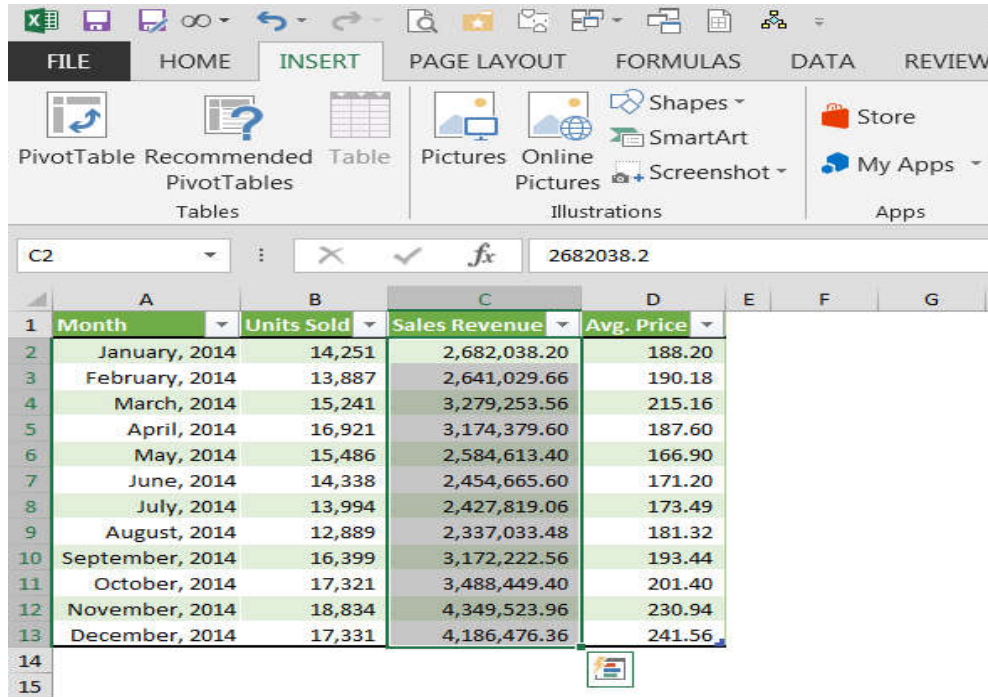 FILE HOME INSERT PAGE LAYOUT FORMULAS DATA REVIEW
PivotTable Recommended PivotTables Table
Tables
Pictures Online Pictures
Shapes
SmartArt
Screenshot
Illustrations
Store
My Apps
Apps
C2 fx 2682038.2
A B C D E F G
1 Month Units Sold Sales Revenue Avg. Price
2 January, 2014 14,251 2,682,038.20 188.20
3 February, 2014 13,887 2,641,029.66 190.18
4 March, 2014 15,241 3,279,253.56 215.16
5 April, 2014 16,921 3,174,379.60 187.60
6 May, 2014 15,486 2,584,613.40 166.90
7 June, 2014 14,338 2,454,665.60 171.20
8 July, 2014 13,994 2,427,819.06 173.49
9 August, 2014 12,889 2,337,033.48 181.32
10 September, 2014 16,399 3,172,222.56 193.44
11 October, 2014 17,321 3,488,449.40 201.40
12 November, 2014 18,834 4,349,523.96 230.94
13 December, 2014 17,331 4,186,476.36 241.56
14
15